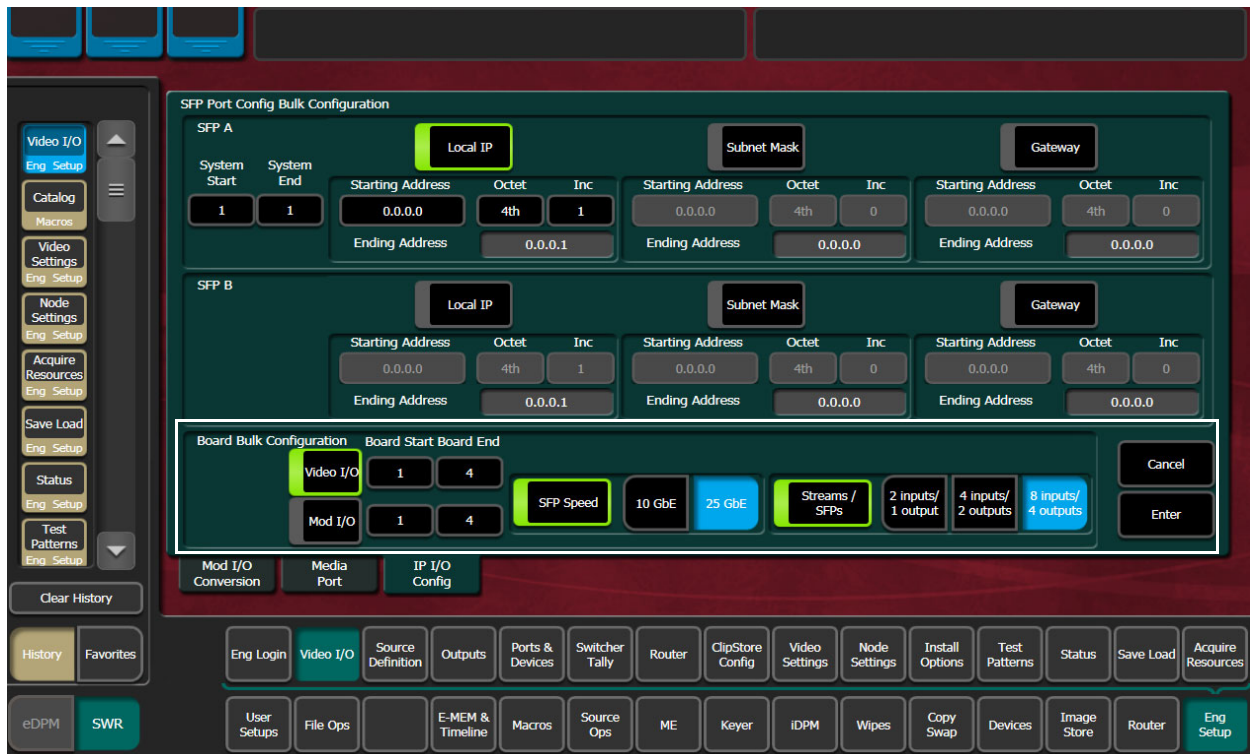 SFP Port Config Bulk Configuration
SFP A
Local IP
Subnet Mask
Gateway
System Start
System End
Starting Address Octet Inc
Starting Address Octet Inc
Starting Address Octet Inc
1 1
0.0.0.0 4th 1
0.0.0.0 4th 0
0.0.0.0 4th 0
Ending Address 0.0.0.1
Ending Address 0.0.0.0
Ending Address 0.0.0.0
SFP B
Local IP
Subnet Mask
Gateway
Starting Address Octet Inc
Starting Address Octet Inc
Starting Address Octet Inc
0.0.0.0 4th 1
0.0.0.0 4th 0
0.0.0.0 4th 0
Ending Address 0.0.0.1
Ending Address 0.0.0.0
Ending Address 0.0.0.0
Board Bulk Configuration Board Start Board End
Video I/O 1 4
Mod I/O 1 4
SFP Speed
10 GbE
25 GbE
Streams /
SFPs
2 inputs/
1 output
4 inputs/
2 outputs
8 inputs/
4 outputs
Cancel
Enter
Mod I/O
Conversion
Media
Port
IP I/O
Config
Video I/O
Eng Setup
Catalog
Macros
Video
Settings
Eng Setup
Node
Settings
Eng Setup
Acquire
Resources
Eng Setup
Save Load
Eng Setup
Status
Eng Setup
Test
Patterns
Eng Setup
Clear History
History
Favorites
eDPM
SWR
Eng Login
Video I/O
Source
Definition
Outputs
Ports &
Devices
Switcher
Tally
Router
ClipStore
Config
Video
Settings
Node
Settings
Install
Options
Test
Patterns
Status
Save Load
Acquire
Resources
User
Setups
File Ops
E-MEM &
Timeline
Macros
Source
Ops
ME
Keyer
iDPM
Wipes
Copy
Swap
Devices
Image
Store
Router
Eng
Setup